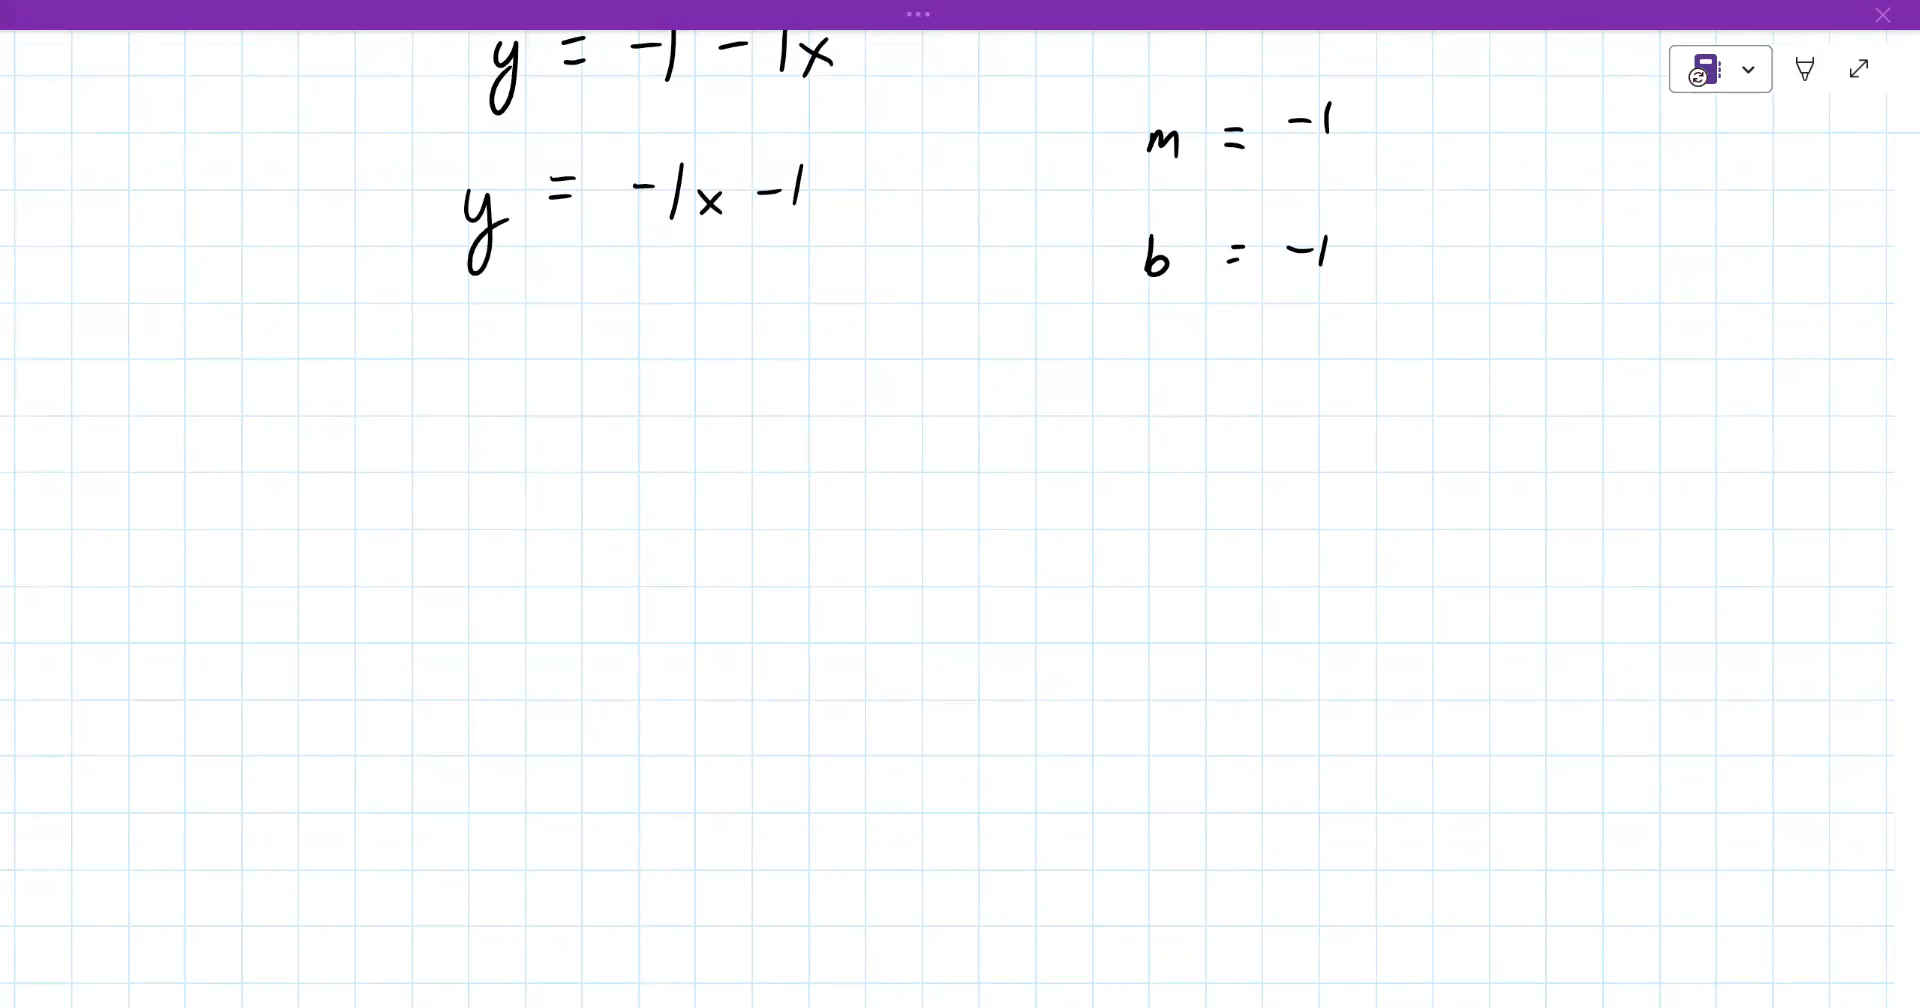 y = -1 - 1x
y = -1x -1
m = -1
b = -1